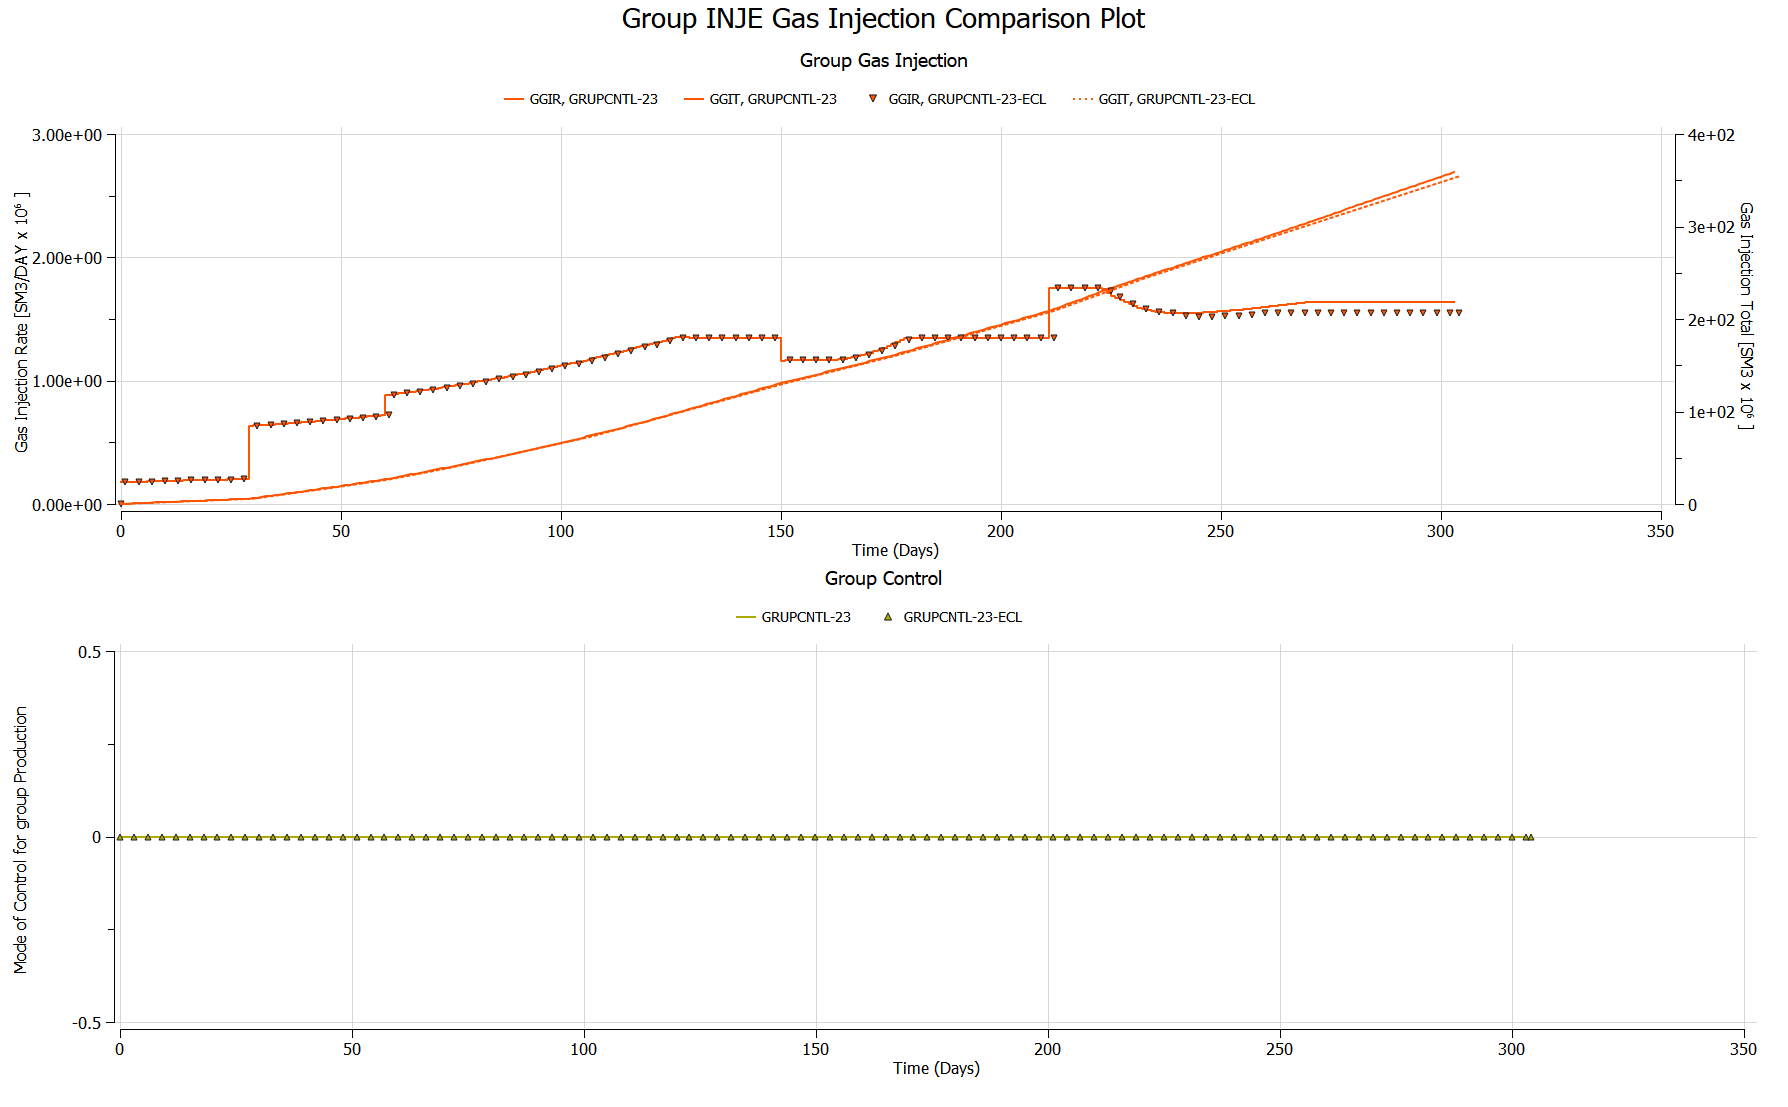 Group INJE Gas Injection Comparison Plot
Group Gas Injection
GGIR, GRUPCNTL-23 GGIT, GRUPCNTL-23 GGIR, GRUPCNTL-23-ECL GGIT, GRUPCNTL-23-ECL
Gas Injection Rate [SM3/DAY x 10⁶ ]
3.00e+00
2.00e+00
1.00e+00
0.00e+00
4e+02
3e+02
2e+02
1e+02
0
Gas Injection Total [SM3 x 10⁶ ]
0 50 100 150 200 250 300 350
Time (Days)
Group Control
GRUPCNTL-23 GRUPCNTL-23-ECL
Mode of Control for group Production
0.5
0
-0.5
0 50 100 150 200 250 300 350
Time (Days)